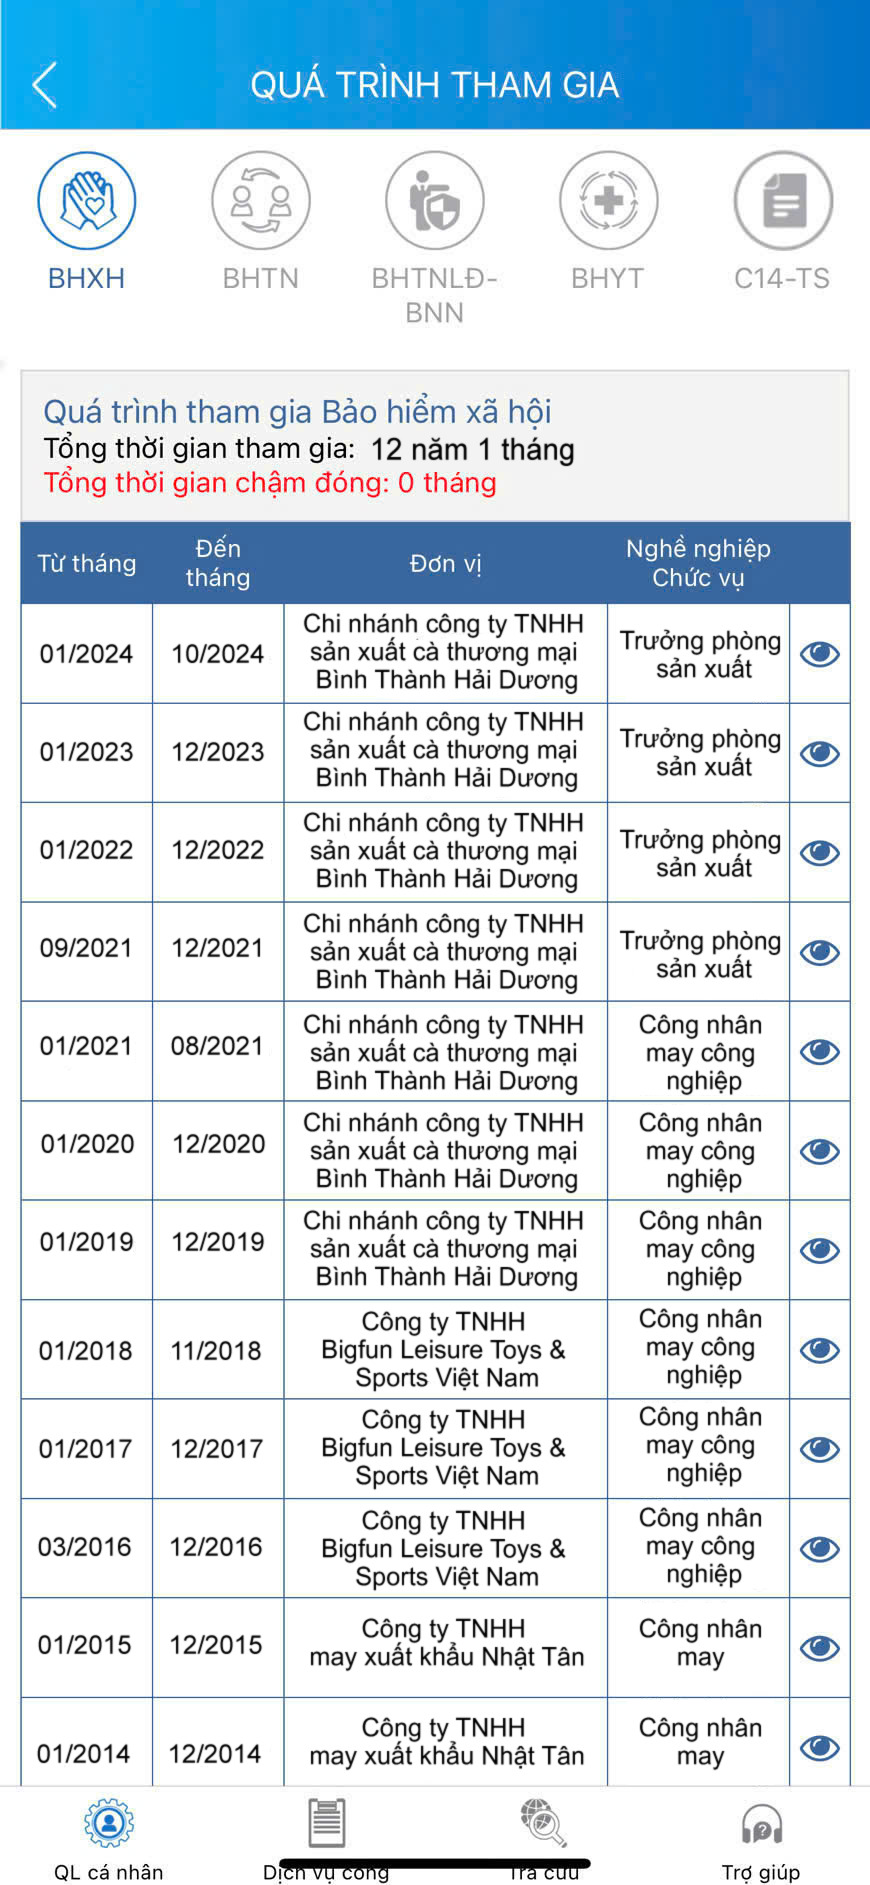 QUÁ TRÌNH THAM GIA
BHXH
BHTN
BHTNLĐ-
BNN
BHYT
C14-TS
Quá trình tham gia Bảo hiểm xã hội
Tổng thời gian tham gia: 12 năm 1 tháng
Tổng thời gian chậm đóng: 0 tháng
Từ tháng
Đến
tháng
Đơn vị
Nghề nghiệp
Chức vụ
01/2024
10/2024
Chi nhánh công ty TNHH
sản xuất cà thương mại
Bình Thành Hải Dương
Trưởng phòng
sản xuất
01/2023
12/2023
Chi nhánh công ty TNHH
sản xuất cà thương mại
Bình Thành Hải Dương
Trưởng phòng
sản xuất
01/2022
12/2022
Chi nhánh công ty TNHH
sản xuất cà thương mại
Bình Thành Hải Dương
Trưởng phòng
sản xuất
09/2021
12/2021
Chi nhánh công ty TNHH
sản xuất cà thương mại
Bình Thành Hải Dương
Trưởng phòng
sản xuất
01/2021
08/2021
Chi nhánh công ty TNHH
sản xuất cà thương mại
Bình Thành Hải Dương
Công nhân
may công
nghiệp
01/2020
12/2020
Chi nhánh công ty TNHH
sản xuất cà thương mại
Bình Thành Hải Dương
Công nhân
may công
nghiệp
01/2019
12/2019
Chi nhánh công ty TNHH
sản xuất cà thương mại
Bình Thành Hải Dương
Công nhân
may công
nghiệp
01/2018
11/2018
Công ty TNHH
Bigfun Leisure Toys &
Sports Việt Nam
Công nhân
may công
nghiệp
01/2017
12/2017
Công ty TNHH
Bigfun Leisure Toys &
Sports Việt Nam
Công nhân
may công
nghiệp
03/2016
12/2016
Công ty TNHH
Bigfun Leisure Toys &
Sports Việt Nam
Công nhân
may công
nghiệp
01/2015
12/2015
Công ty TNHH
may xuất khẩu Nhật Tân
Công nhân
may
01/2014
12/2014
Công ty TNHH
may xuất khẩu Nhật Tân
Công nhân
may
QL cá nhân
Dịch vụ công
Tra cứu
Trợ giúp